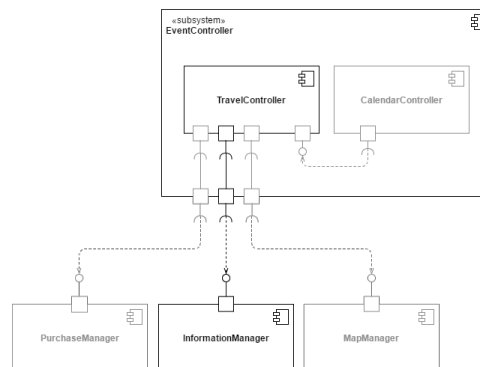 «subsystem»
EventController
TravelController
CalendarController
PurchaseManager
InformationManager
MapManager